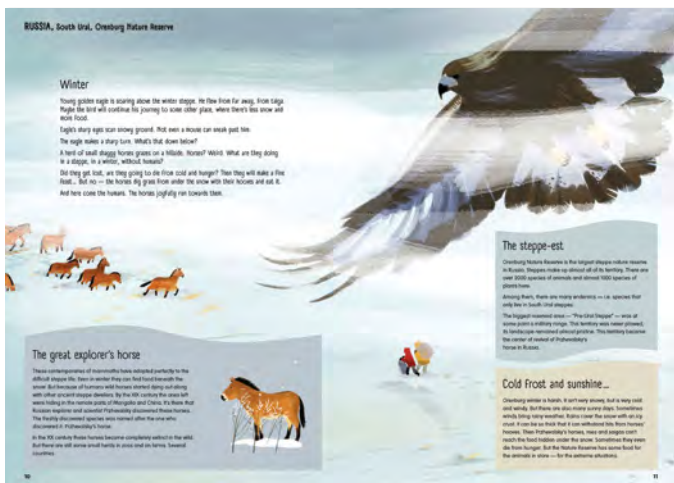 RUSSIA, South Ural, Orenburg Nature Reserve
Winter
Young golden eagle is soaring above the winter steppe. He flew from far away, from taiga.
Maybe the bird will continue his journey to some other place, where there's less snow and
more food.
Eagle's sharp eyes scan snowy ground. Not even a mouse can sneak past him.
The eagle makes a sharp turn. What's that down below?
A herd of small shaggy horses grazes on a hillside. Horses? Weird. What are they doing
in a steppe, in a winter, without humans?
Did they get lost, are they going to die from cold and hunger? Then they will make a fine
feast... But no — the horses dig grass from under the snow with their hooves and eat it.
And here come the humans. The horses joyfully run towards them.
The great explorer's horse
These contemporaries of mammoths have adapted perfectly to the
difficult steppe life. Even in winter they can find food beneath the
snow. But because of humans wild horses started dying out along
with other ancient steppe dwellers. By the XIX century the ones left
were hiding in the remote parts of Mongolia and China. It's there that
Russian explorer and scientist Przhevalsky discovered these horses.
The freshly discovered species was named after the one who
discovered it: Przhevalsky's horse.
In the XX century these horses became completely extinct in the wild.
But there are still some small herds in zoos and on farms. Several
countries
The steppe-est
Orenburg Nature Reserve is the largest steppe nature reserve
in Russia. Steppes make up almost all of its territory. There are
over 2000 species of animals and almost 1000 species of
plants here.
Among them, there are many endemics — i.e. species that
only live in South Ural steppes.
The biggest reserved area — "Pre-Ural Steppe" — was at
some point a military range. This territory was never plowed,
its landscape remained almost pristine. This territory became
the center of
horse in Russia.
Cold frost and sunshine...
Orenburg winter is harsh. It isn't very snowy, but is very cold
and windy. But there are also many sunny days. Sometimes
winds bring rainy weather. Rains cover the snow with an icy
crust. It can be so thick that it can withstand hits from horses'
hooves. Then Przhevalsky's horses, mice and saigas can't
reach the food hidden under the snow. Sometimes they even
die from hunger. But the Nature Reserve has some food for
the animals in store — for the extreme situations.
10
11